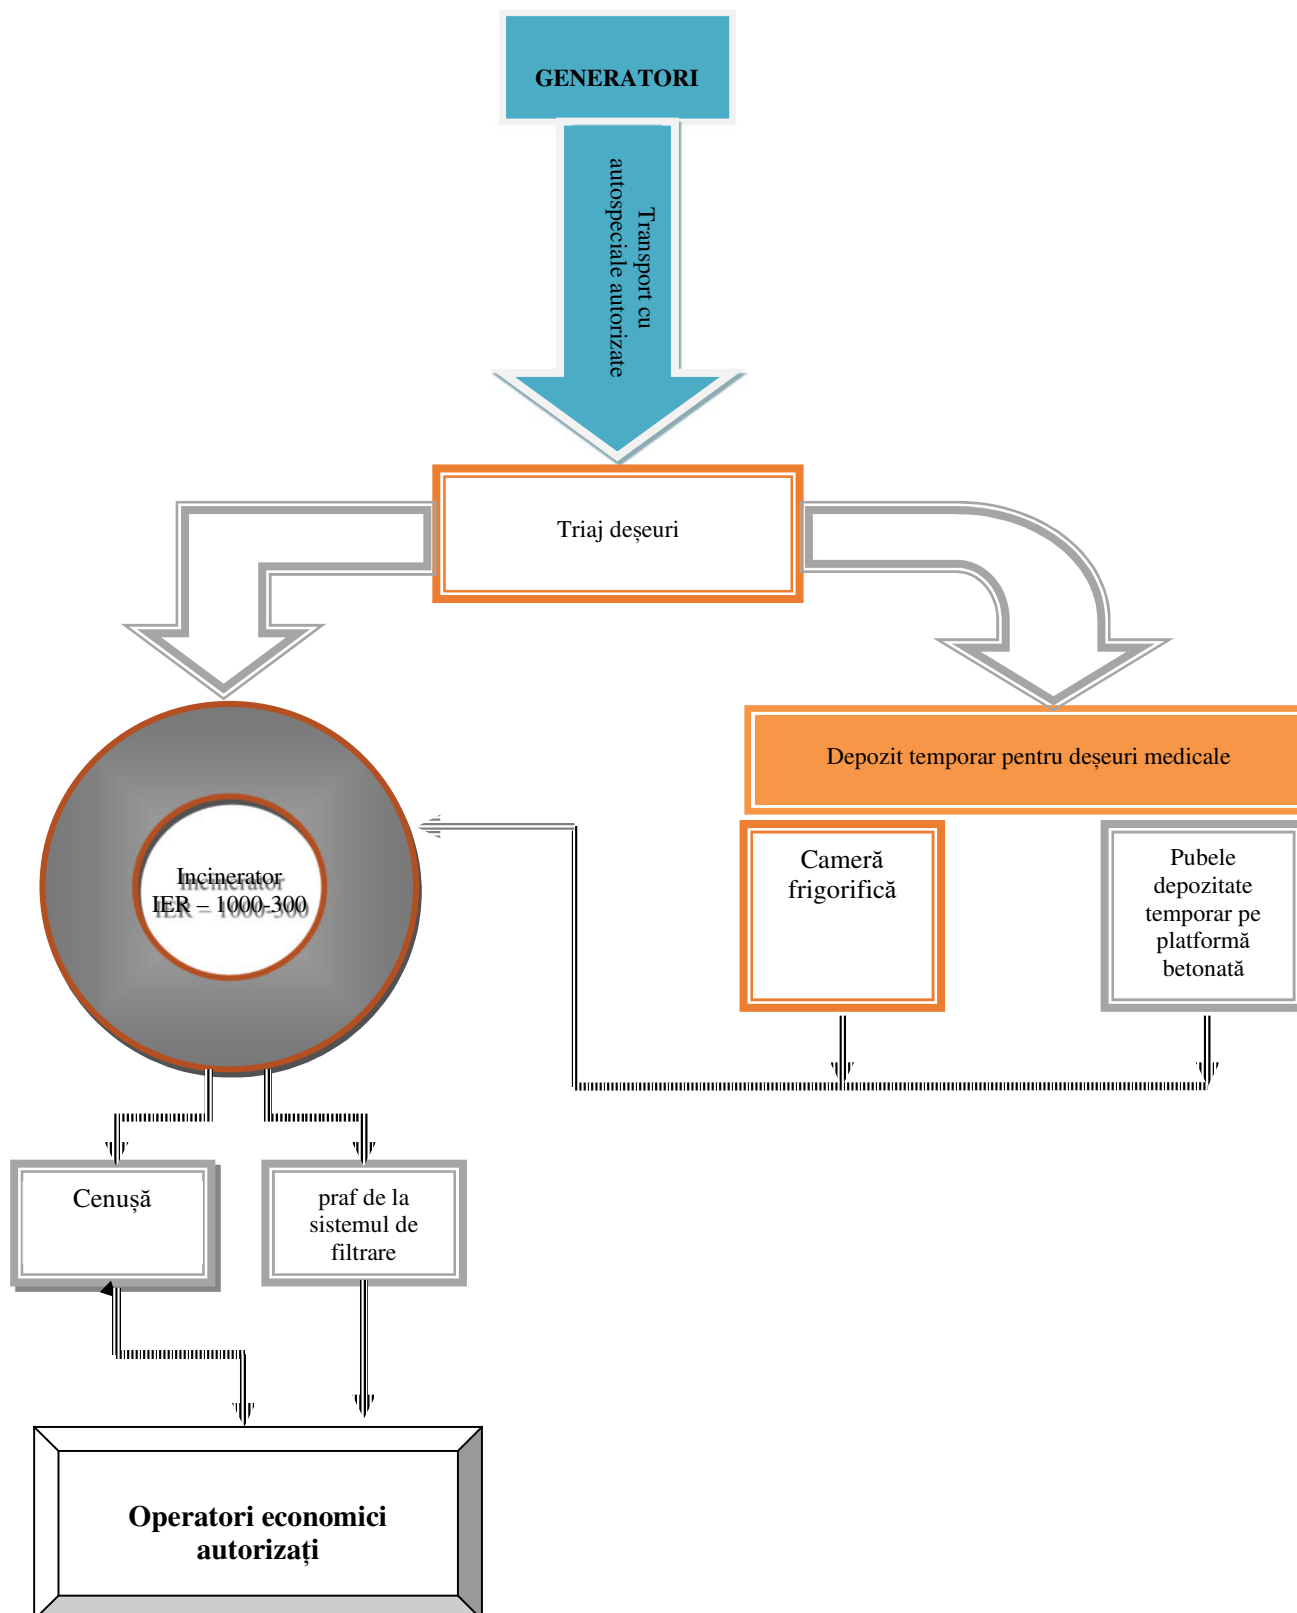 GENERATORI
Transport cu
autospeciale autorizate
Triaj deșeuri
Depozit temporar pentru deșeuri medicale
Incinerator
IER – 1000-300
Cameră
frigorifică
Pubele
depozitate
temporar pe
platformă
betonată
Cenușă
praf de la
sistemul de
filtrare
Operatori economici
autorizați